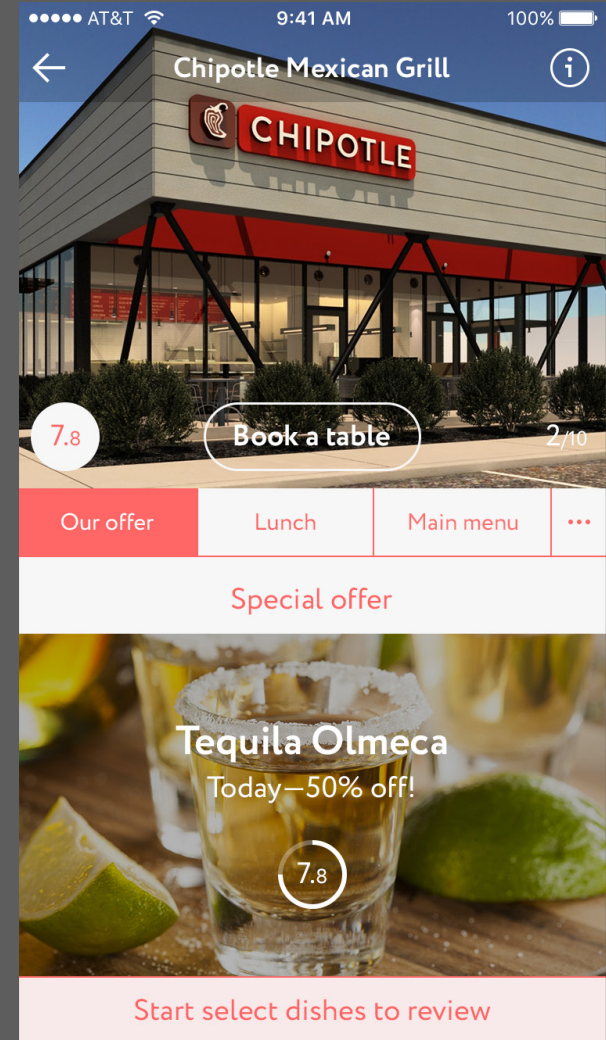 AT&T 9:41 AM 100%
Chipotle Mexican Grill i
CHIPOTLE
7.8 Book a table 2/10
Our offer Lunch Main menu ...
Special offer
Tequila Olmeca
Today—50% off!
7.8
Start select dishes to review